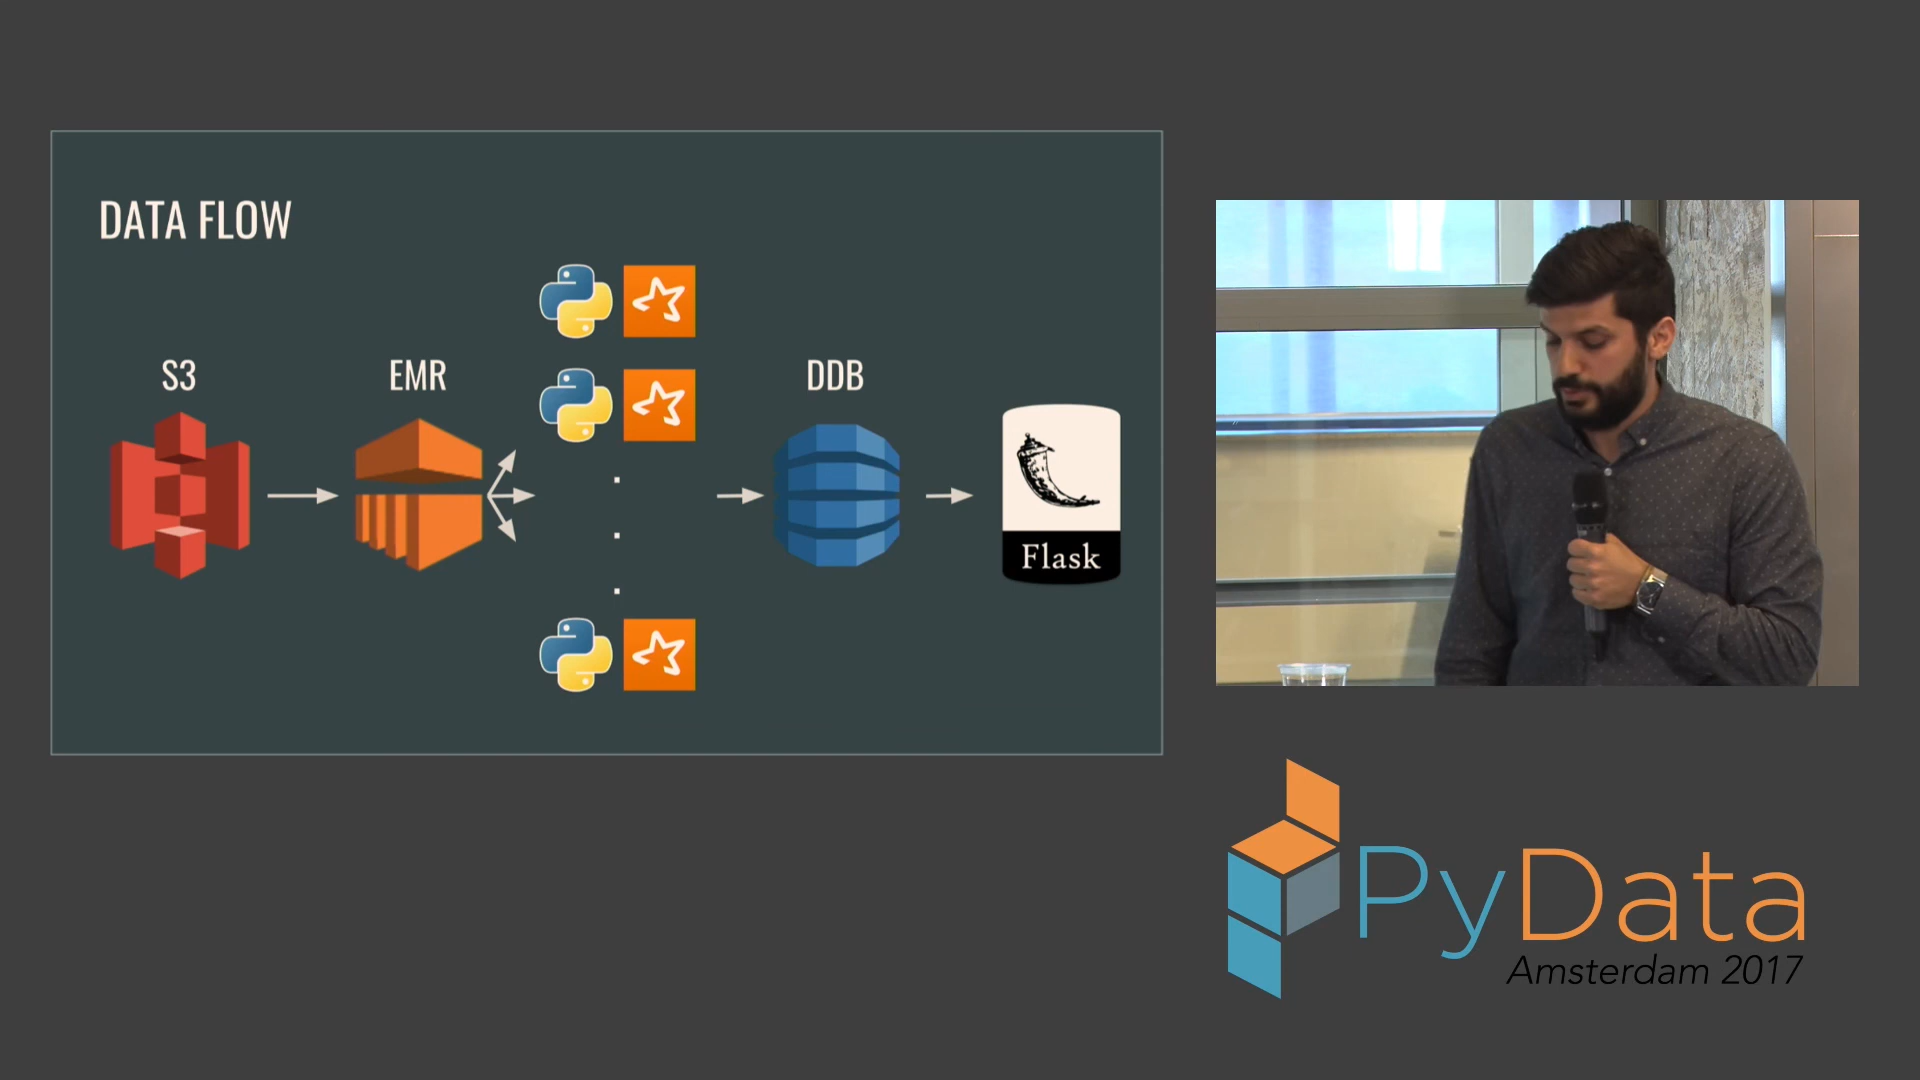 DATA FLOW
S3
EMR
DDB
Flask
PyData
Amsterdam 2017